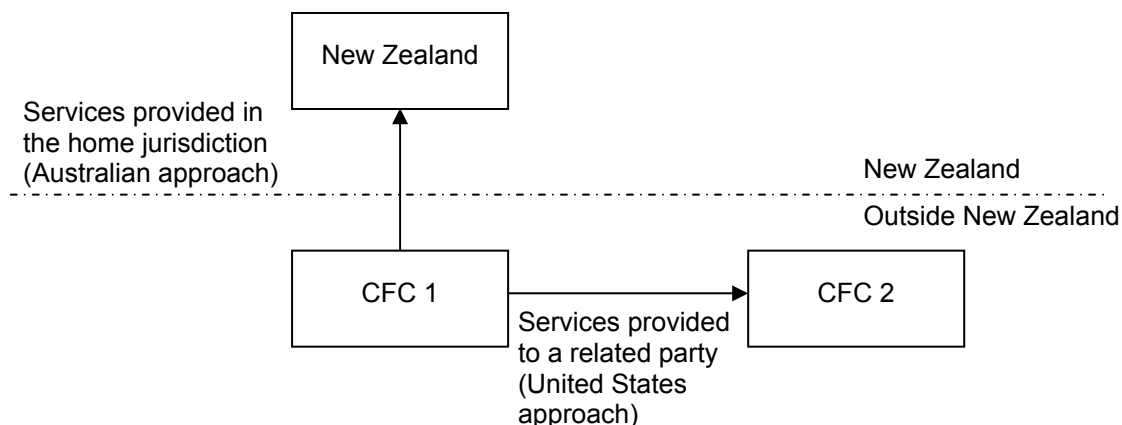 New Zealand
Services provided in
the home jurisdiction
(Australian approach)
New Zealand
Outside New Zealand
CFC 1
CFC 2
Services provided
to a related party
(United States
approach)